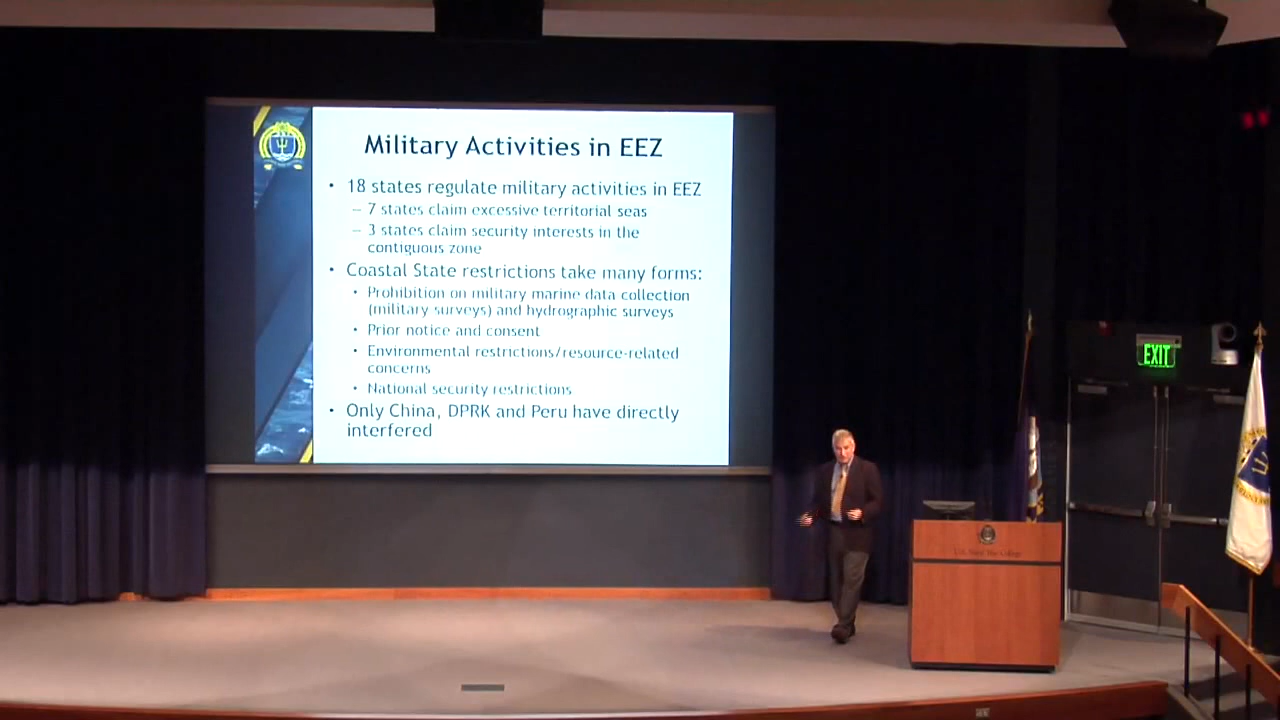 Military Activities in EEZ
• 18 states regulate military activities in EEZ
– 7 states claim excessive territorial seas
– 3 states claim security interests in the
contiguous zone
• Coastal State restrictions take many forms:
• Prohibition on military marine data collection
(military surveys) and hydrographic surveys
• Prior notice and consent
• Environmental restrictions/resource-related
concerns
• National security restrictions
• Only China, DPRK and Peru have directly
interfered
EXIT
U.S. Naval War College